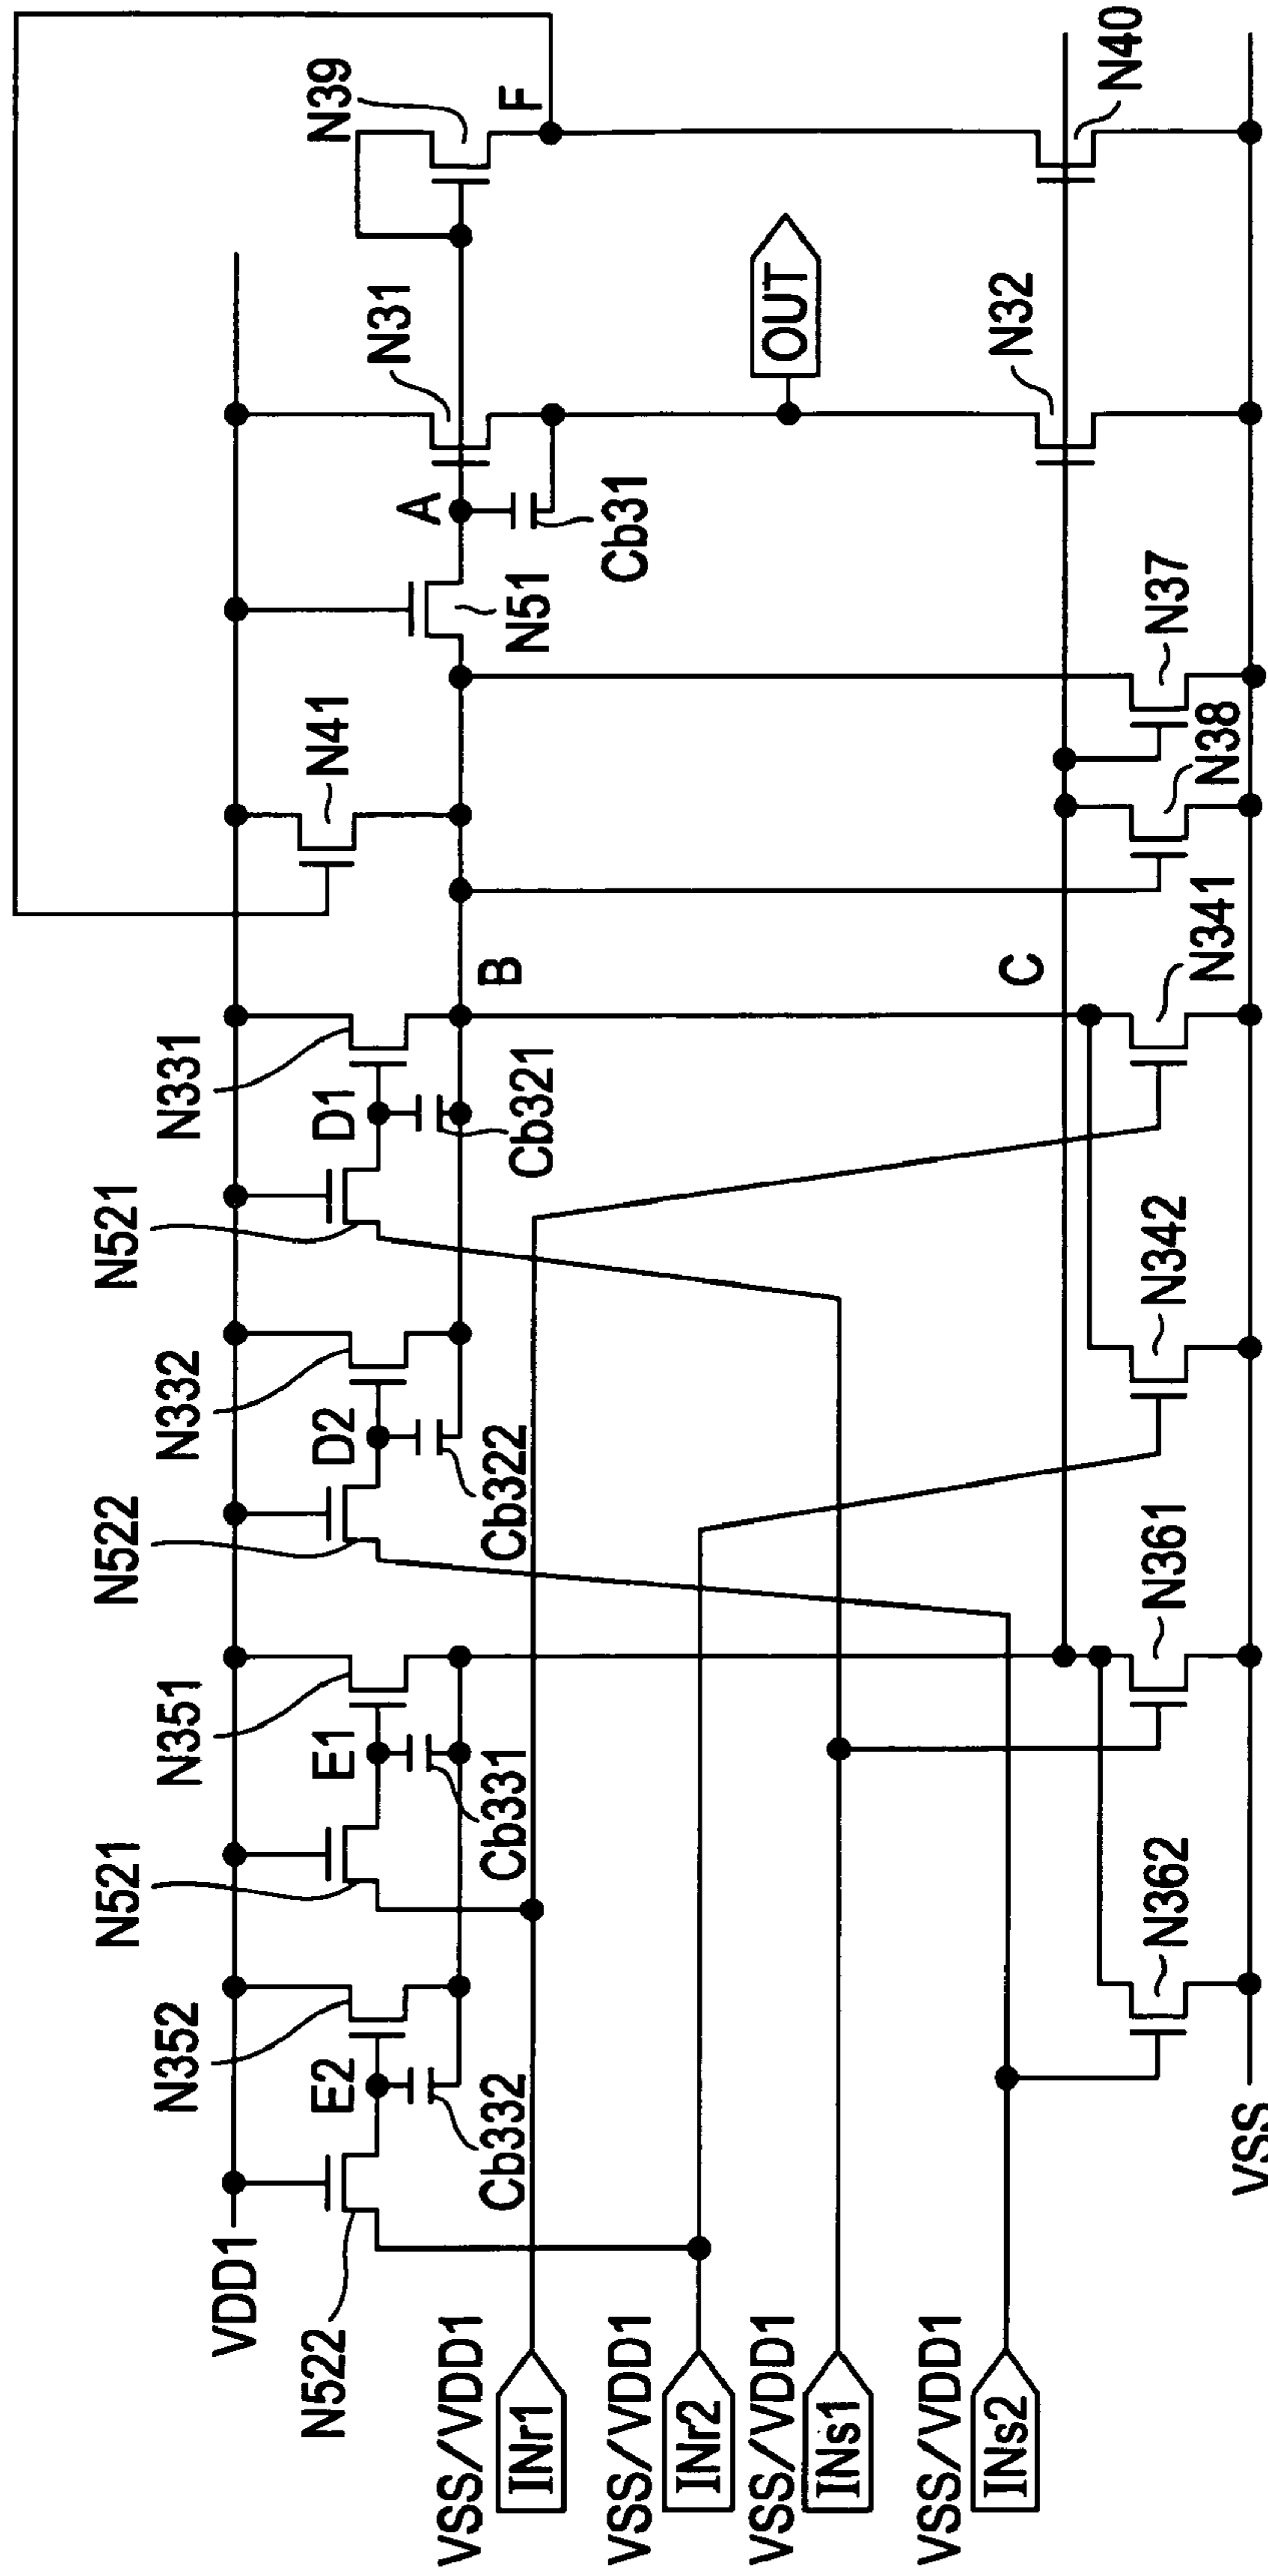 VDD1
N522
N352
E2
Cb332
N521
N351
E1
Cb331
N522
N332
D2
Cb322
N521
N331
D1
Cb321
B
N41
N51
A
Cb31
N31
N39
F
OUT
C
N32
N40
N37
N38
N341
N342
N361
N362
VSS/VDD1
INr1
VSS/VDD1
INr2
VSS/VDD1
INs1
VSS/VDD1
INs2
VSS